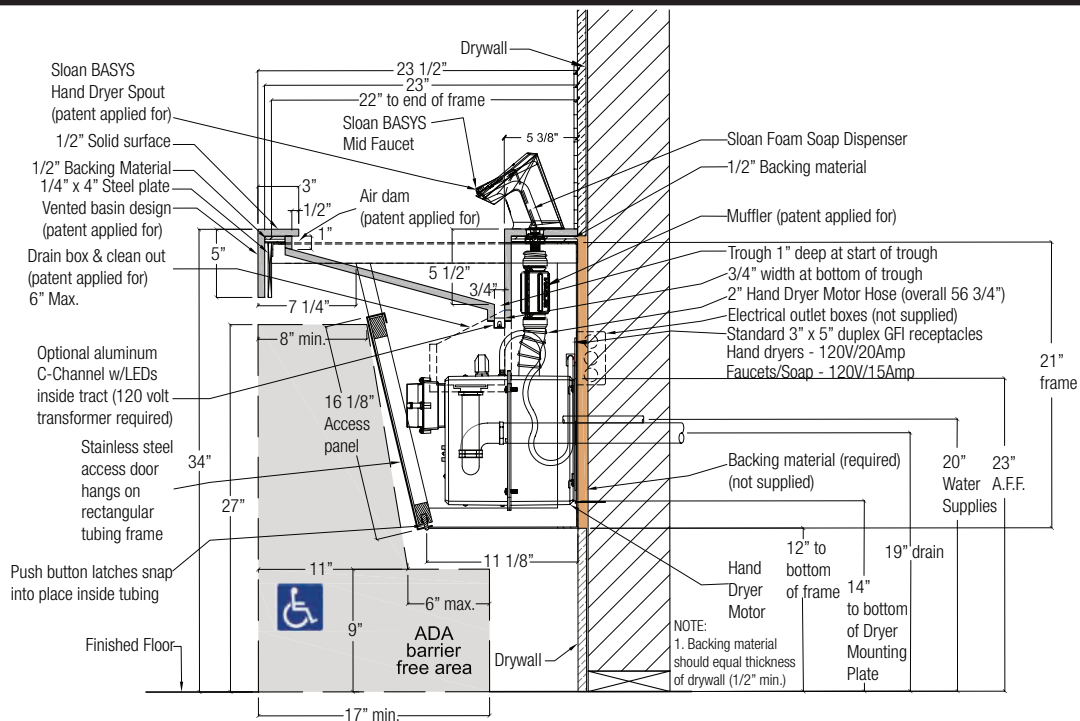 Drywall
23 1/2”
23”
22” to end of frame
Sloan BASYS
Hand Dryer Spout
(patent applied for)
Sloan BASYS
Mid Faucet
5 3/8”
Sloan Foam Soap Dispenser
1/2” Solid surface
1/2” Backing Material
1/4” x 4” Steel plate
Vented basin design
(patent applied for)
Drain box & clean out
(patent applied for)
6” Max.
3”
1/2”
1”
5”
Air dam
(patent applied for)
5 1/2”
3/4”
7 1/4”
8” min.
1/2” Backing material
Muffler (patent applied for)
Trough 1” deep at start of trough
3/4” width at bottom of trough
2” Hand Dryer Motor Hose (overall 56 3/4”)
Electrical outlet boxes (not supplied)
Standard 3” x 5” duplex GFI receptacles
Hand dryers - 120V/20Amp
Faucets/Soap - 120V/15Amp
21”
frame
Optional aluminum
C-Channel w/LEDs
inside tract (120 volt
transformer required)
16 1/8”
Access
panel
Stainless steel
access door
hangs on
rectangular
tubing frame
34”
27”
Backing material (required)
(not supplied)
20”
Water
Supplies
23”
A.F.F.
19” drain
12” to
bottom
of frame
14”
to bottom
of Dryer
Mounting
Plate
Hand
Dryer
Motor
11 1/8”
Push button latches snap
into place inside tubing
11”
6” max.
9”
ADA
barrier
free area
Finished Floor
Drywall
NOTE:
1. Backing material
should equal thickness
of drywall (1/2” min.)
17” min.